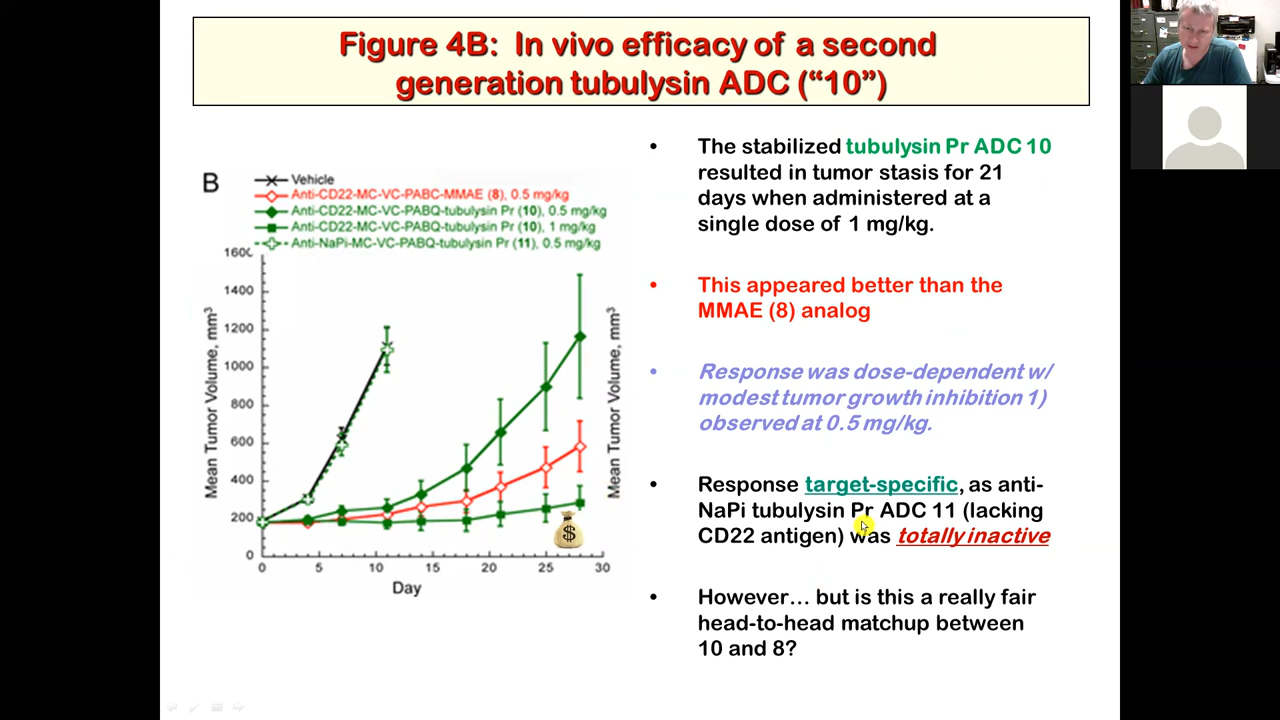 Figure 4B: In vivo efficacy of a second
generation tubulysin ADC (“10”)
B
Vehicle
Anti-CD22-MC-VC-PABC-MMAE (8), 0.5 mg/kg
Anti-CD22-MC-VC-PABQ-tubulysin Pr (10), 0.5 mg/kg
Anti-CD22-MC-VC-PABQ-tubulysin Pr (10), 1 mg/kg
Anti-NaPi-MC-VC-PABQ-tubulysin Pr (11), 0.5 mg/kg
Mean Tumor Volume, mm³
1600
1400
1200
1000
800
600
400
200
0
0 5 10 15 20 25 30
Day
Mean Tumor Volume, mm³
$
• The stabilized tubulysin Pr ADC 10
resulted in tumor stasis for 21
days when administered at a
single dose of 1 mg/kg.
• This appeared better than the
MMAE (8) analog
• Response was dose-dependent w/
modest tumor growth inhibition 1)
observed at 0.5 mg/kg.
• Response target-specific, as anti-
NaPi tubulysin Pr ADC 11 (lacking
CD22 antigen) was totally inactive
• However… but is this a really fair
head-to-head matchup between
10 and 8?